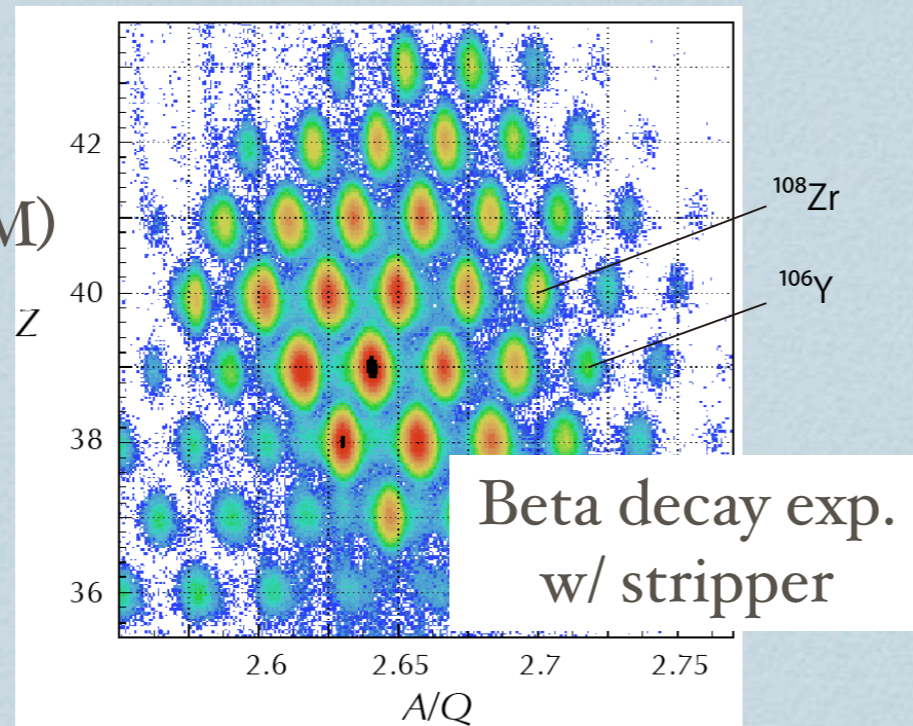 42
¹⁰⁸Zr
M)
¹⁰⁶Y
40
Z
38
Beta decay exp.
w/ stripper
36
2.6 2.65 2.7 2.75
A/Q